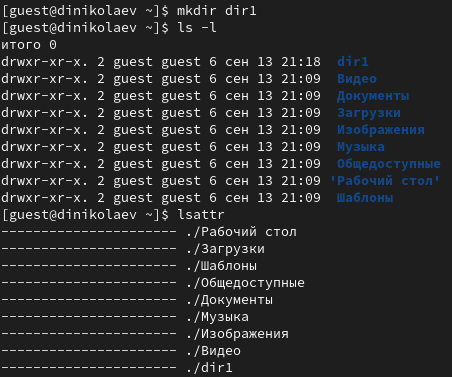 [guest@dinikolaev ~]$ mkdir dir1
[guest@dinikolaev ~]$ ls -l
итого 0
drwxr-xr-x. 2 guest guest 6 сен 13 21:18  dir1
drwxr-xr-x. 2 guest guest 6 сен 13 21:09  Видео
drwxr-xr-x. 2 guest guest 6 сен 13 21:09  Документы
drwxr-xr-x. 2 guest guest 6 сен 13 21:09  Загрузки
drwxr-xr-x. 2 guest guest 6 сен 13 21:09  Изображения
drwxr-xr-x. 2 guest guest 6 сен 13 21:09  Музыка
drwxr-xr-x. 2 guest guest 6 сен 13 21:09  Общедоступные
drwxr-xr-x. 2 guest guest 6 сен 13 21:09 'Рабочий стол'
drwxr-xr-x. 2 guest guest 6 сен 13 21:09  Шаблоны
[guest@dinikolaev ~]$ lsattr
---------------------- ./Рабочий стол
---------------------- ./Загрузки
---------------------- ./Шаблоны
---------------------- ./Общедоступные
---------------------- ./Документы
---------------------- ./Музыка
---------------------- ./Изображения
---------------------- ./Видео
---------------------- ./dir1